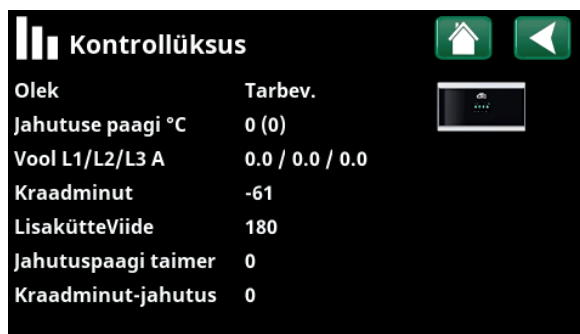 Kontrollüksus
Olek Tarbev.
Jahutuse paagi °C 0 (0)
Vool L1/L2/L3 A 0.0 / 0.0 / 0.0
Kraadminut -61
LisakütteViide 180
Jahutuspaagi taimer 0
Kraadminut-jahutus 0